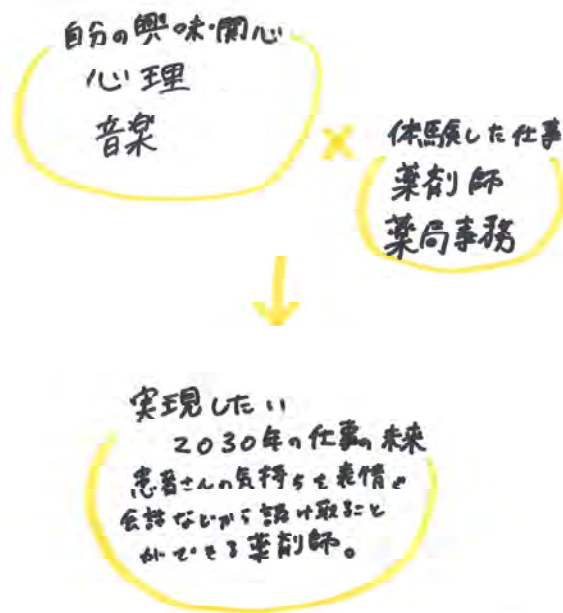 自分の興味・関心
心理
音楽
×
体験した仕事
薬剤師
薬局事務
実現したい
2030年の仕事の未来
患者さんの気持ちを表情や
会話などから読み取ること
ができる薬剤師。